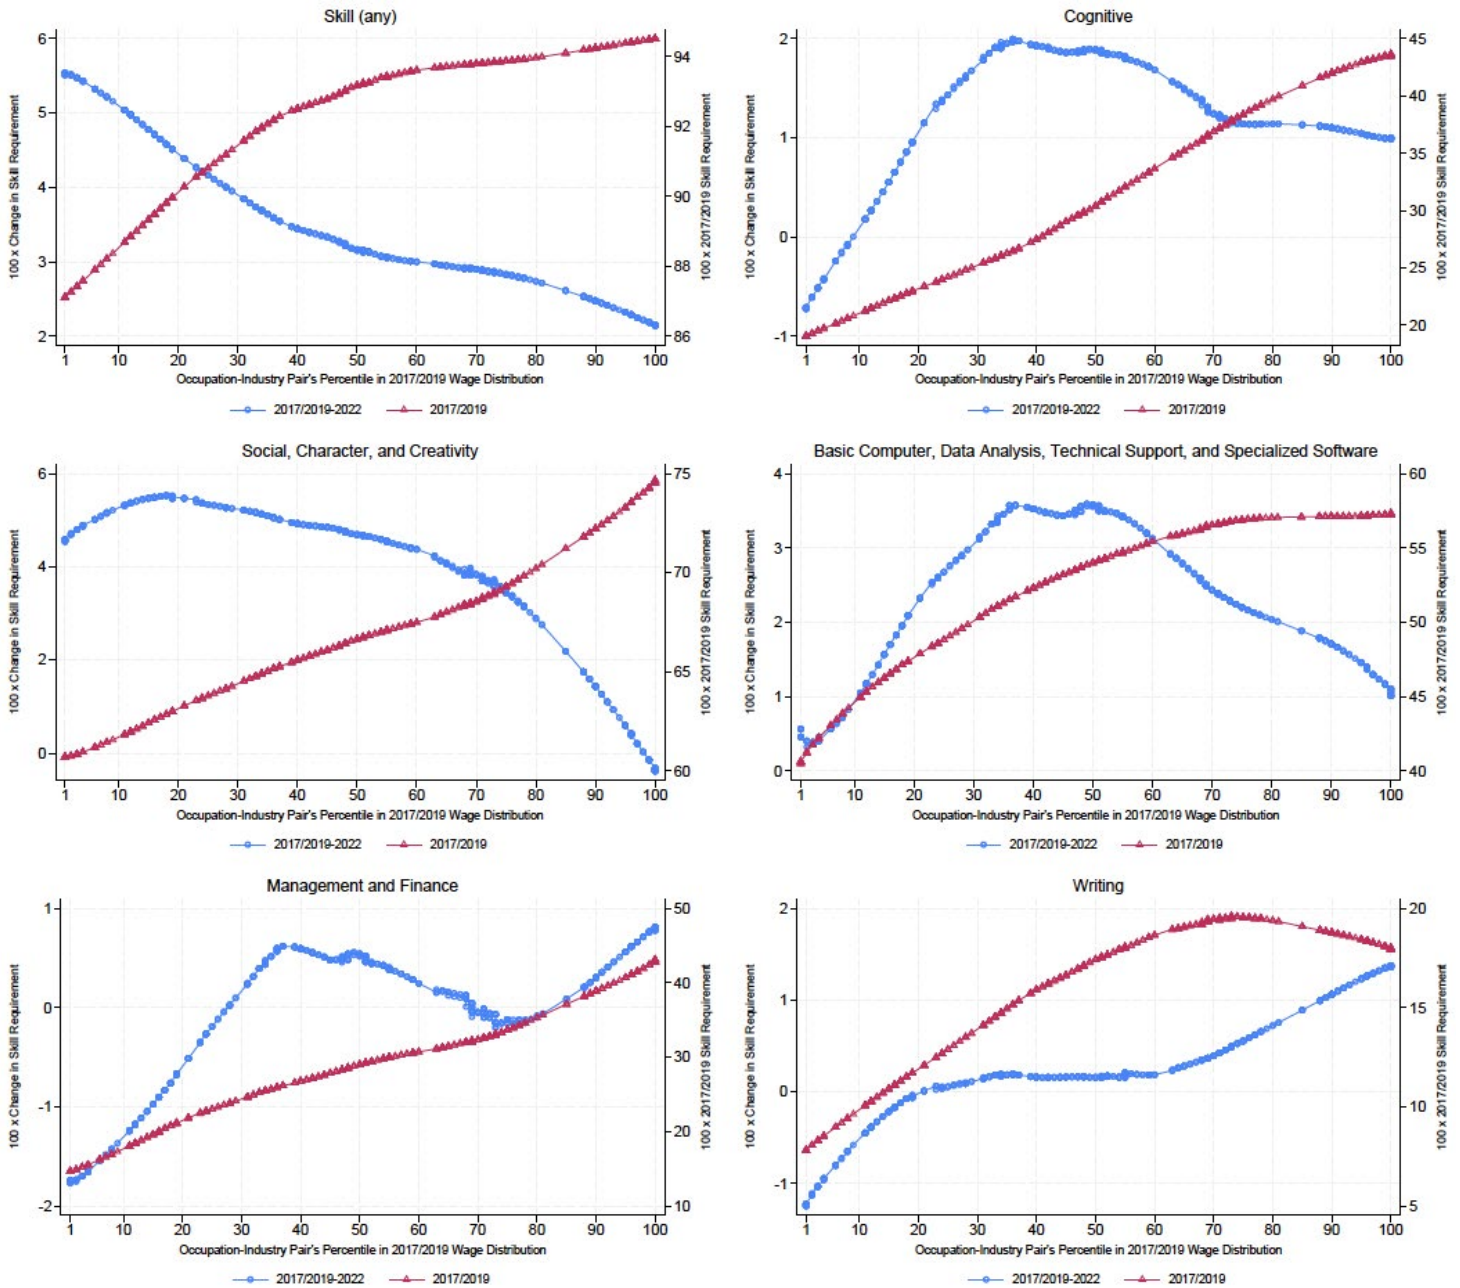 Skill (any)
6
5
4
3
2
94
92
90
88
86
100 x Change in Skill Requirement
100 x 2017/2019 Skill Requirement
1 10 20 30 40 50 60 70 80 90 100
Occupation-Industry Pair's Percentile in 2017/2019 Wage Distribution
2017/2019-2022 2017/2019
Cognitive
2
1
0
-1
45
40
35
30
25
20
100 x Change in Skill Requirement
100 x 2017/2019 Skill Requirement
1 10 20 30 40 50 60 70 80 90 100
Occupation-Industry Pair's Percentile in 2017/2019 Wage Distribution
2017/2019-2022 2017/2019
Social, Character, and Creativity
6
4
2
0
75
70
65
60
100 x Change in Skill Requirement
100 x 2017/2019 Skill Requirement
1 10 20 30 40 50 60 70 80 90 100
Occupation-Industry Pair's Percentile in 2017/2019 Wage Distribution
2017/2019-2022 2017/2019
Basic Computer, Data Analysis, Technical Support, and Specialized Software
4
3
2
1
0
60
55
50
45
40
100 x Change in Skill Requirement
100 x 2017/2019 Skill Requirement
1 10 20 30 40 50 60 70 80 90 100
Occupation-Industry Pair's Percentile in 2017/2019 Wage Distribution
2017/2019-2022 2017/2019
Management and Finance
1
0
-1
-2
50
40
30
20
10
100 x Change in Skill Requirement
100 x 2017/2019 Skill Requirement
1 10 20 30 40 50 60 70 80 90 100
Occupation-Industry Pair's Percentile in 2017/2019 Wage Distribution
2017/2019-2022 2017/2019
Writing
2
1
0
-1
20
15
10
5
100 x Change in Skill Requirement
100 x 2017/2019 Skill Requirement
1 10 20 30 40 50 60 70 80 90 100
Occupation-Industry Pair's Percentile in 2017/2019 Wage Distribution
2017/2019-2022 2017/2019